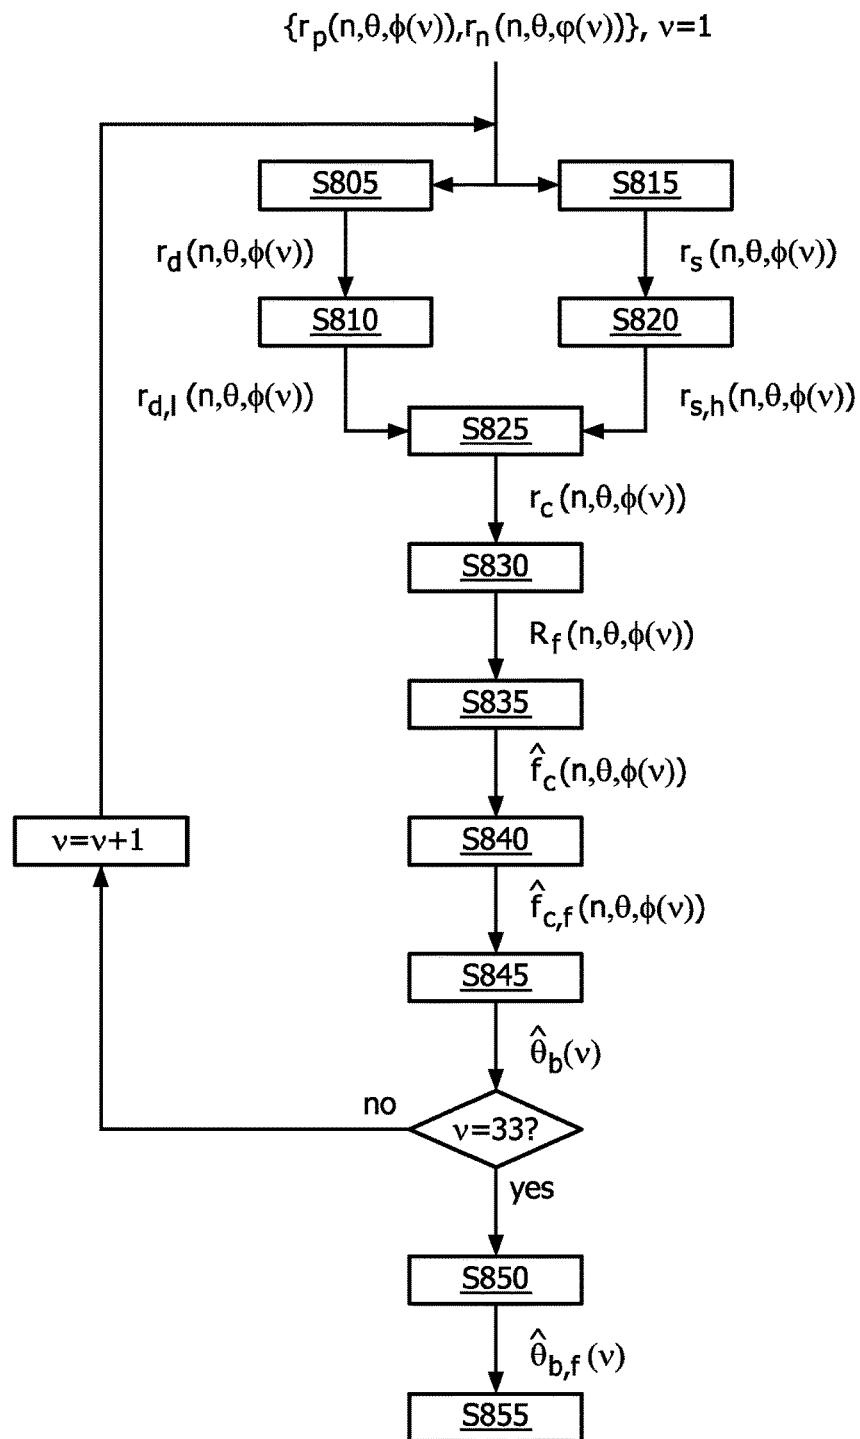 {r_p(n,θ,ϕ(ν)),r_n(n,θ,φ(ν))}, ν=1
S805
S815
r_d(n,θ,ϕ(ν))
r_s(n,θ,ϕ(ν))
S810
S820
r_d,l(n,θ,ϕ(ν))
r_s,h(n,θ,ϕ(ν))
S825
r_c(n,θ,ϕ(ν))
S830
R_f(n,θ,ϕ(ν))
S835
f̂_c(n,θ,ϕ(ν))
ν=ν+1
S840
f̂_c,f(n,θ,ϕ(ν))
S845
θ̂_b(ν)
no
ν=33?
yes
S850
θ̂_b,f(ν)
S855